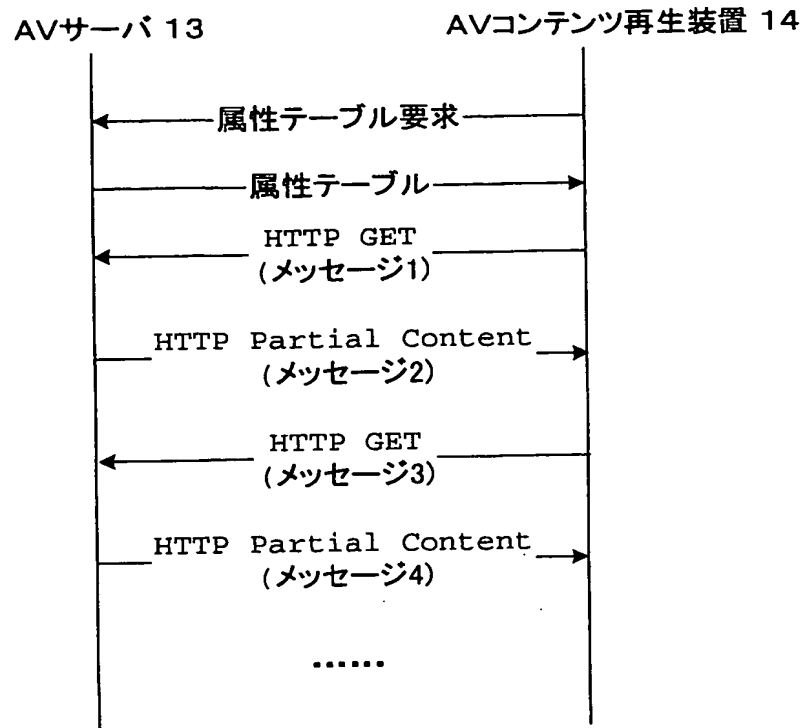 AVサーバ 13
AVコンテンツ再生装置 14
属性テーブル要求
属性テーブル
HTTP GET
(メッセージ1)
HTTP Partial Content
(メッセージ2)
HTTP GET
(メッセージ3)
HTTP Partial Content
(メッセージ4)
......